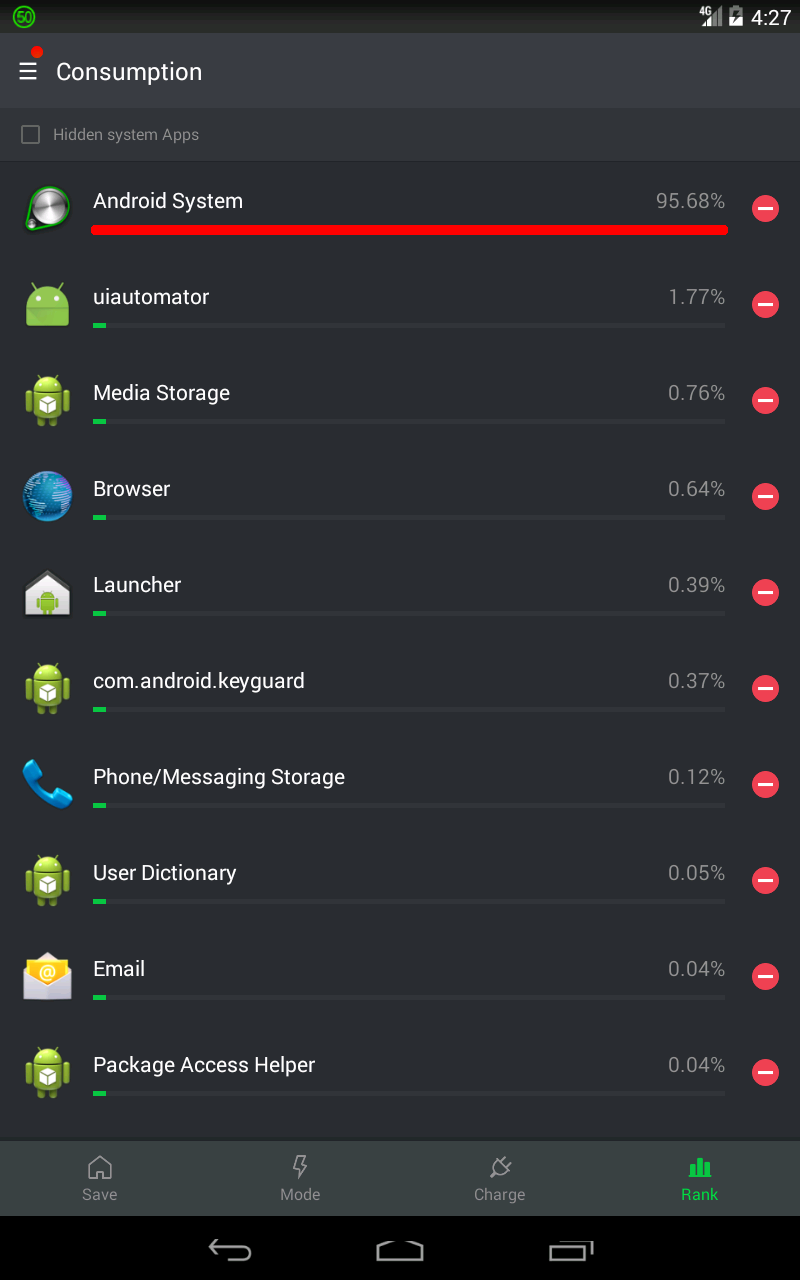 50
4G
4:27
Consumption
Hidden system Apps
Android System 95.68%
uiautomator 1.77%
Media Storage 0.76%
Browser 0.64%
Launcher 0.39%
com.android.keyguard 0.37%
Phone/Messaging Storage 0.12%
User Dictionary 0.05%
@
Email 0.04%
Package Access Helper 0.04%
Save Mode Charge Rank